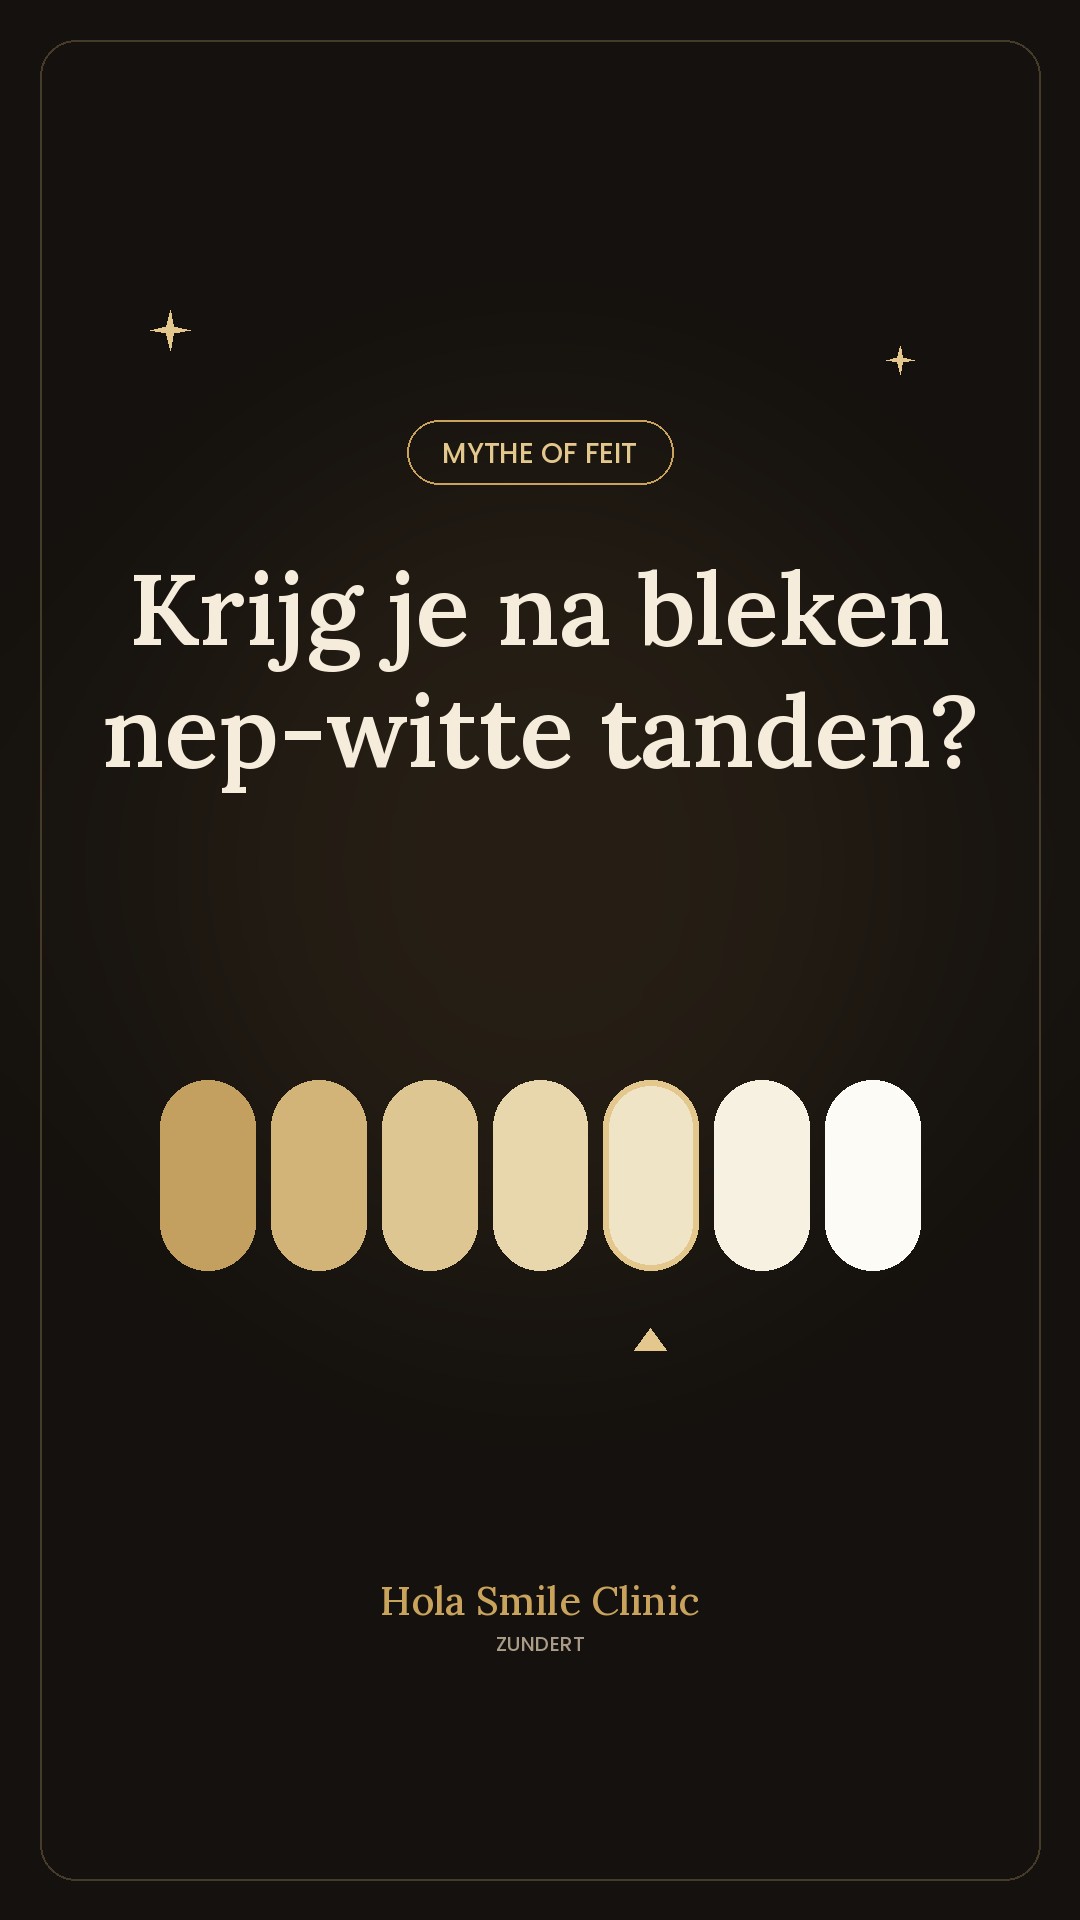 MYTHE OF FEIT
Krijg je na bleken
nep-witte tanden?
Hola Smile Clinic
ZUNDERT